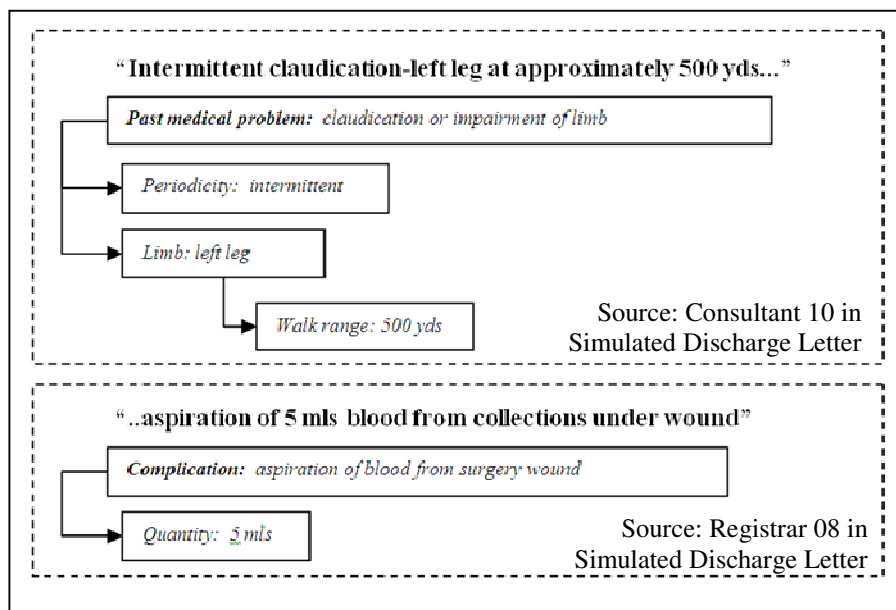 “Intermittent claudication-left leg at approximately 500 yds...”
Past medical problem: claudication or impairment of limb
Periodicity: intermittent
Limb: left leg
Walk range: 500 yds
Source: Consultant 10 in
Simulated Discharge Letter
“..aspiration of 5 mls blood from collections under wound”
Complication: aspiration of blood from surgery wound
Quantity: 5 mls
Source: Registrar 08 in
Simulated Discharge Letter